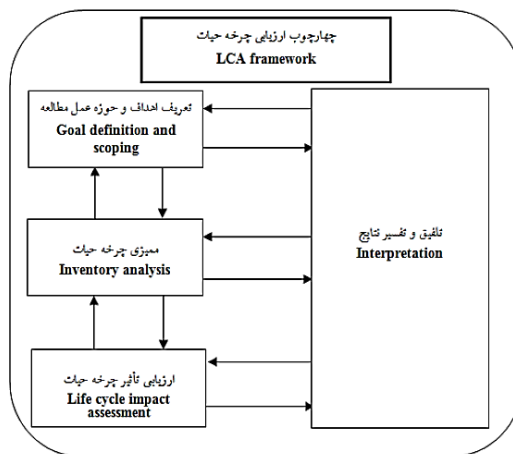 چهارچوب ارزیابی چرخه حیات
LCA framework
تعریف اهداف و حوزه عمل مطالعه
Goal definition and
scoping
ممیزی چرخه حیات
Inventory analysis
تلفیق و تفسیر نتایج
Interpretation
ارزیابی تأثیر چرخه حیات
Life cycle impact
assessment